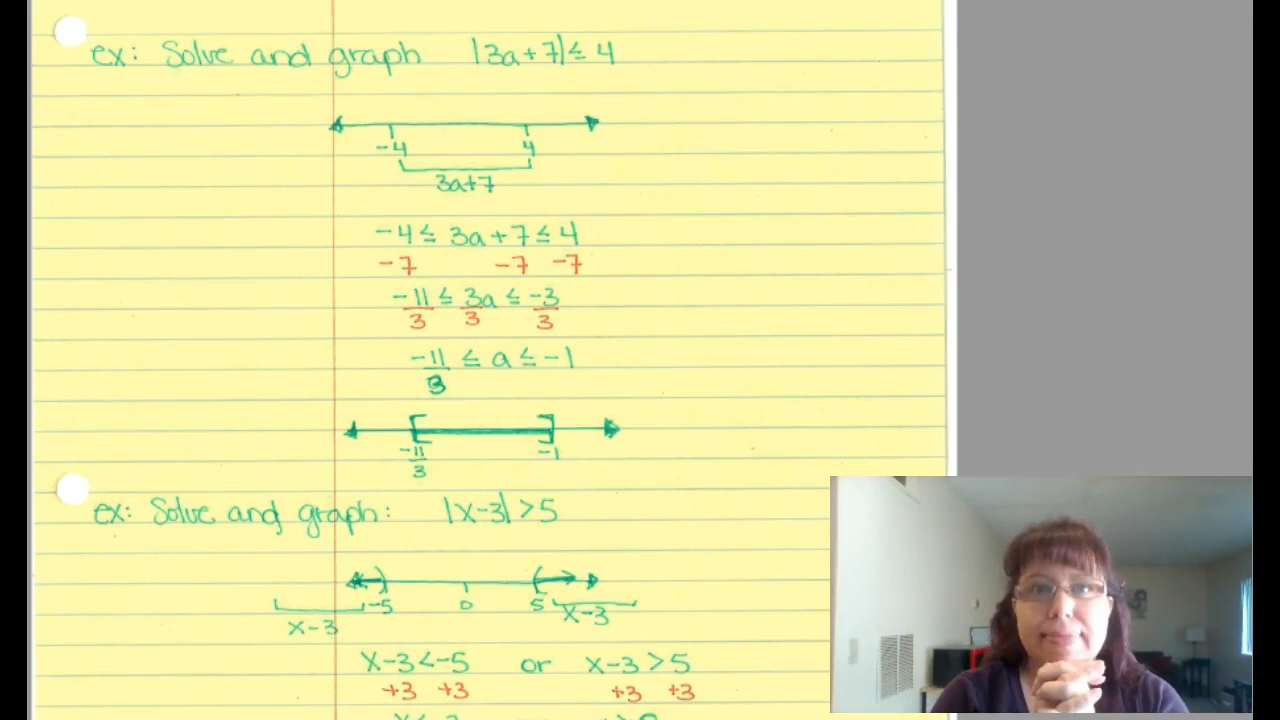 ex: Solve and graph |3a+7| ≤ 4
-4 4
3a+7
-4 ≤ 3a+7 ≤ 4
-7 -7 -7
-11/3 ≤ 3a/3 ≤ -3/3
-11/3 ≤ a ≤ -1
-11/3 -1
ex: Solve and graph: |x-3| > 5
-5 0 5
x-3 x-3
x-3 < -5 or x-3 > 5
+3 +3 +3 +3